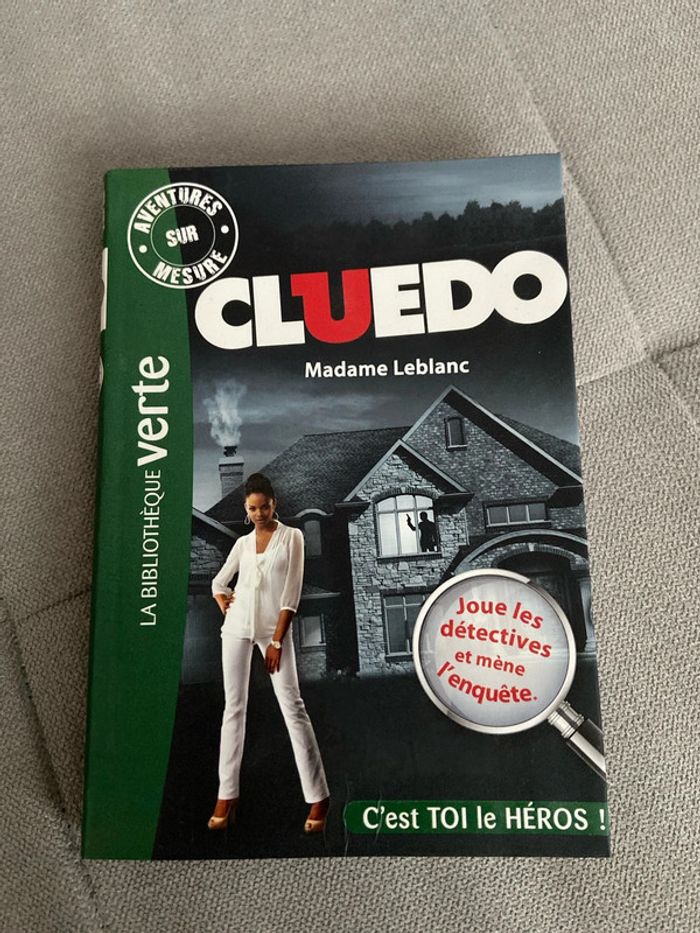 AVENTURES
SUR
MESURE
CLUEDO
Madame Leblanc
LA BIBLIOTHÈQUE verte
Joue les
détectives
et mène
l'enquête.
C'est TOI le HÉROS !